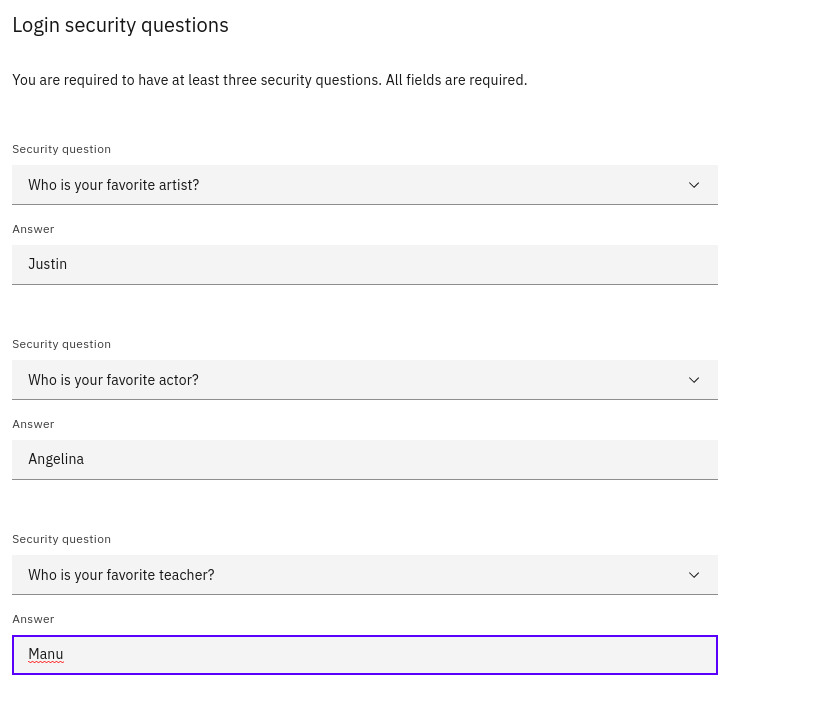 Login security questions
You are required to have at least three security questions. All fields are required.
Security question
Who is your favorite artist?
Answer
Justin
Security question
Who is your favorite actor?
Answer
Angelina
Security question
Who is your favorite teacher?
Answer
Manu